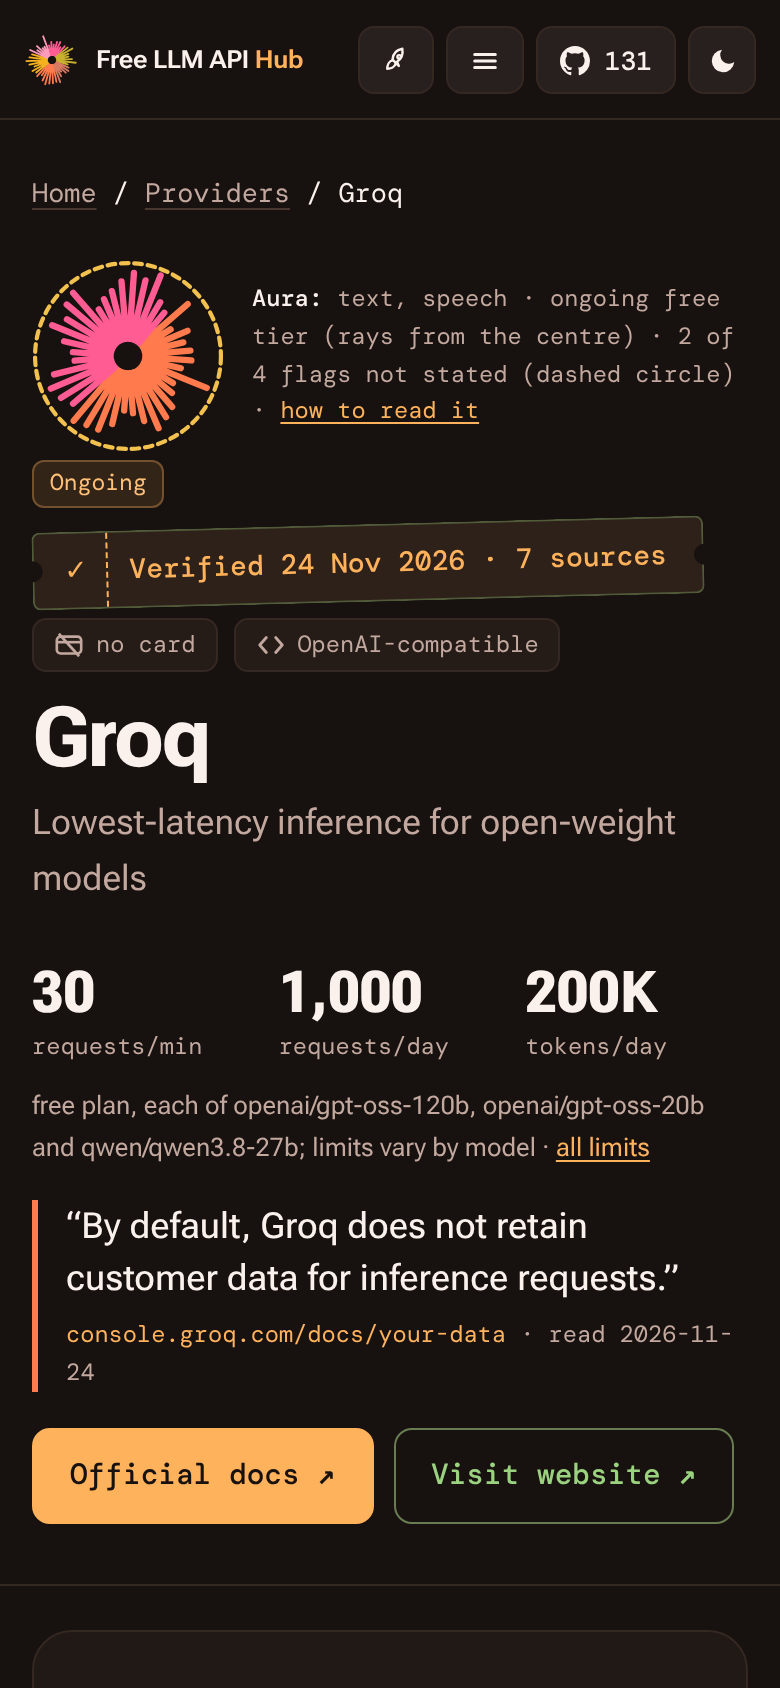 Free LLM API Hub
131
Home / Providers / Groq
Aura: text, speech · ongoing free
tier (rays from the centre) · 2 of
4 flags not stated (dashed circle)
· how to read it
Ongoing
✓ Verified 24 Nov 2026 · 7 sources
no card
OpenAI-compatible
Groq
Lowest-latency inference for open-weight
models
30 1,000 200K
requests/min requests/day tokens/day
free plan, each of openai/gpt-oss-120b, openai/gpt-oss-20b
and qwen/qwen3.8-27b; limits vary by model · all limits
“By default, Groq does not retain
customer data for inference requests.”
console.groq.com/docs/your-data · read 2026-11-
24
Official docs ↗
Visit website ↗